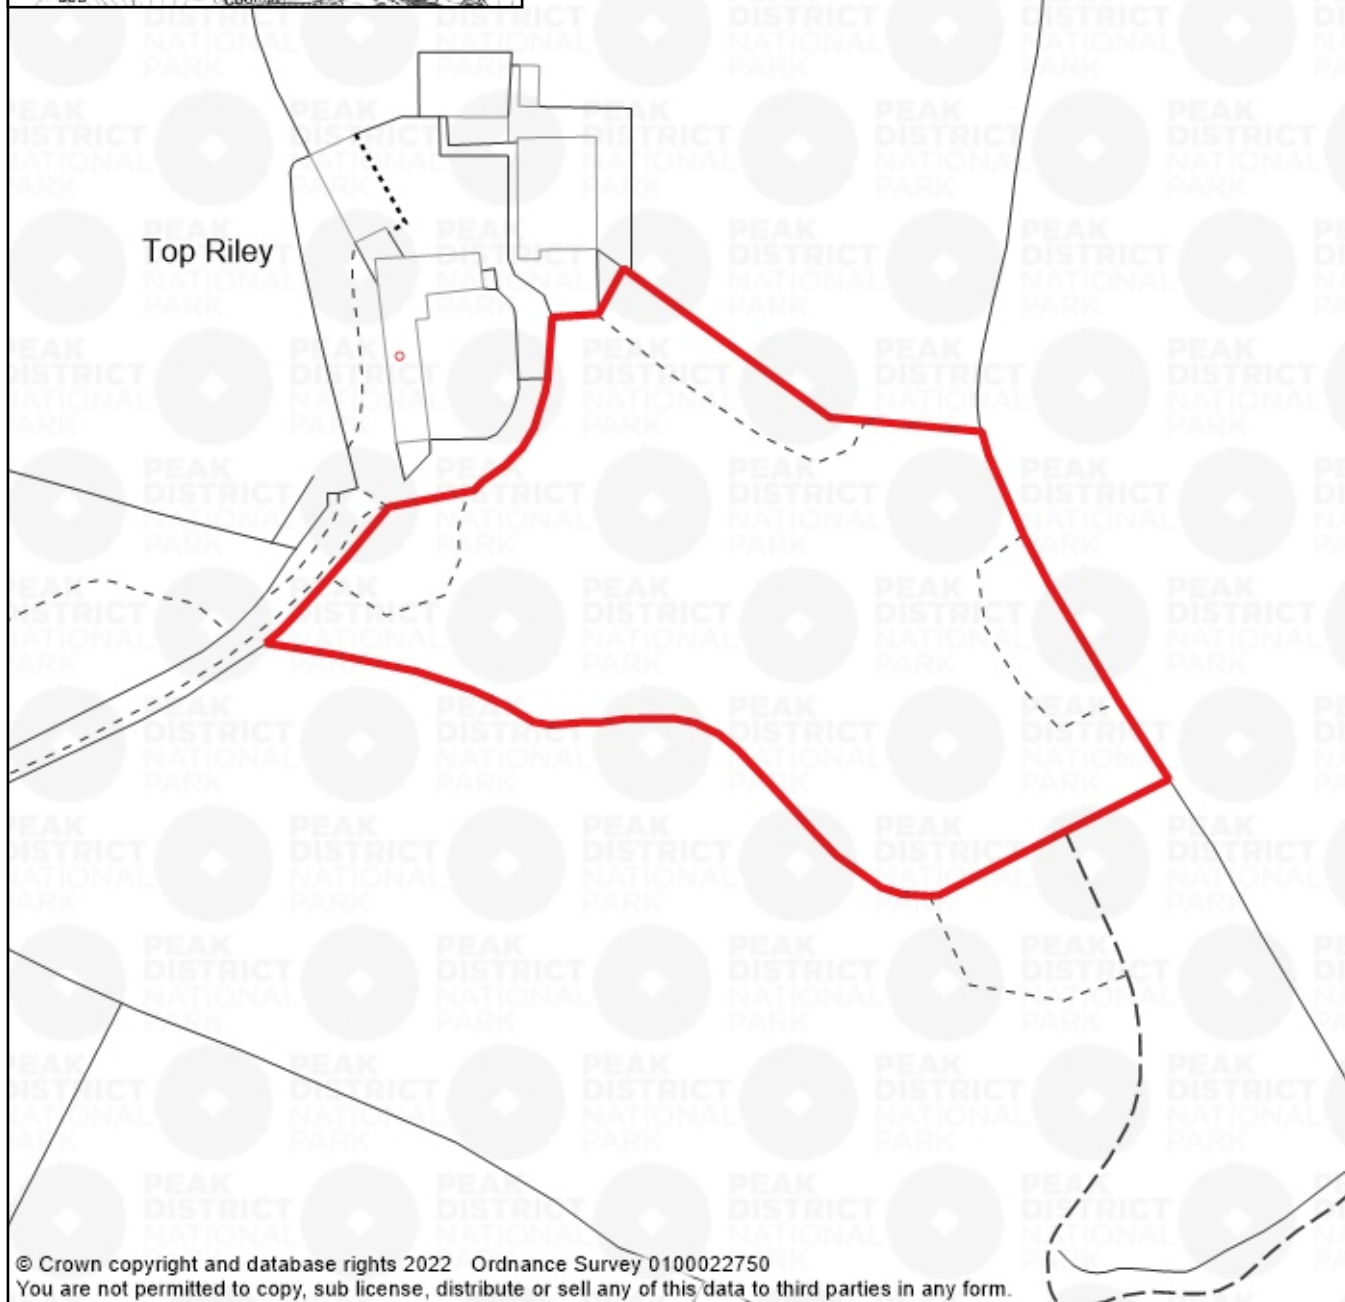 Top Riley
PEAK
DISTRICT
NATIONAL
PARK
© Crown copyright and database rights 2022 Ordnance Survey 0100022750
You are not permitted to copy, sub license, distribute or sell any of this data to third parties in any form.